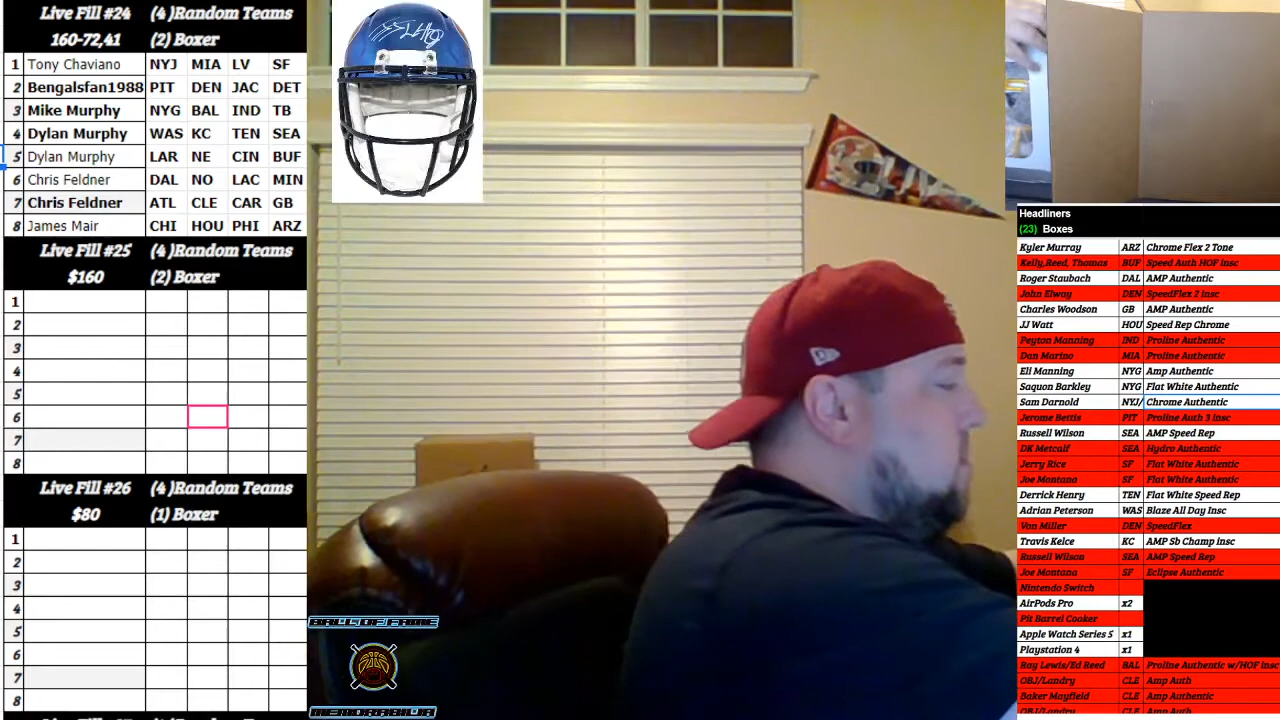 Live Fill #24 (4 )Random Teams
160-72,41 (2) Boxer
1 Tony Chaviano NYJ MIA LV SF
2 Bengalsfan1988 PIT DEN JAC DET
3 Mike Murphy NYG BAL IND TB
4 Dylan Murphy WAS KC TEN SEA
5 Dylan Murphy LAR NE CIN BUF
6 Chris Feldner DAL NO LAC MIN
7 Chris Feldner ATL CLE CAR GB
8 James Mair CHI HOU PHI ARZ
Live Fill #25 (4 )Random Teams
$160 (2) Boxer
1
2
3
4
5
6
7
8
Live Fill #26 (4 )Random Teams
$80 (1) Boxer
1
2
3
4
5
6
7
8
BALL OF FAME
MEMORABILIA
Headliners
(23) Boxes
Kyler Murray ARZ Chrome Flex 2 Tone
Kelly,Reed, Thomas BUF Speed Auth HOF insc
Roger Staubach DAL AMP Authentic
John Elway DEN SpeedFlex 2 insc
Charles Woodson GB AMP Authentic
JJ Watt HOU Speed Rep Chrome
Peyton Manning IND Proline Authentic
Dan Marino MIA Proline Authentic
Eli Manning NYG Amp Authentic
Saquon Barkley NYG Flat White Authentic
Sam Darnold NYJ/ Chrome Authentic
Jerome Bettis PIT Proline Auth 3 insc
Russell Wilson SEA AMP Speed Rep
DK Metcalf SEA Hydro Authentic
Jerry Rice SF Flat White Authentic
Joe Montana SF Flat White Authentic
Derrick Henry TEN Flat White Speed Rep
Adrian Peterson WAS Blaze All Day Insc
Von Miller DEN SpeedFlex
Travis Kelce KC AMP Sb Champ insc
Russell Wilson SEA AMP Speed Rep
Joe Montana SF Eclipse Authentic
Nintendo Switch
AirPods Pro x2
Pit Barrel Cooker
Apple Watch Series 5 x1
Playstation 4 x1
Ray Lewis/Ed Reed BAL Proline Authentic w/HOF insc
OBJ/Landry CLE Amp Auth
Baker Mayfield CLE Amp Authentic
OBJ/Landry CLE Amp Auth